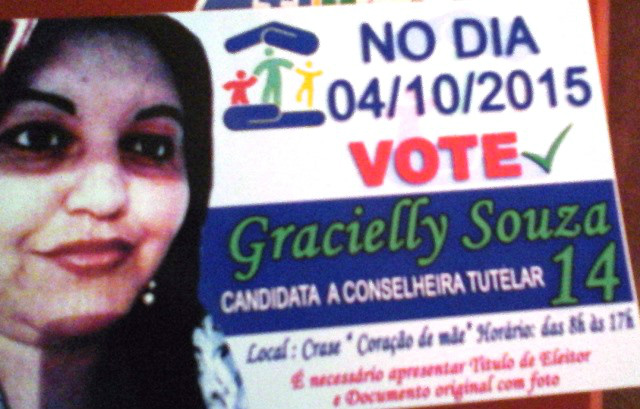 NO DIA
04/10/2015
VOTE
Gracielly Souza
CANDIDATA A CONSELHEIRA TUTELAR 14
Local : Crase " Coração de mãe" Horário: das 8h às 17h
É necessário apresentar Titulo de Eleitor
e Documento original com foto